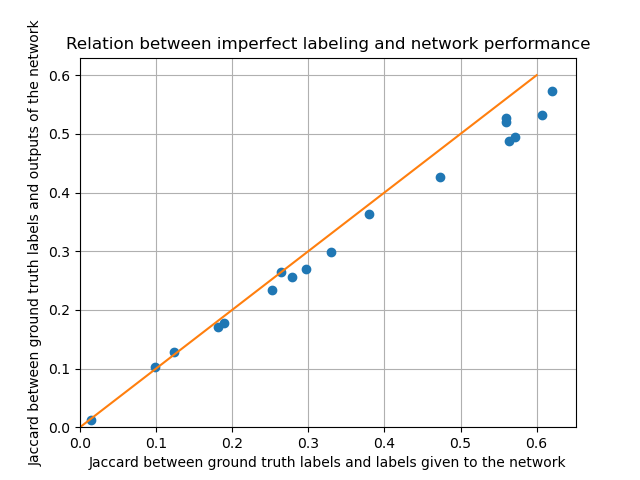 Relation between imperfect labeling and network performance
Jaccard between ground truth labels and outputs of the network
0.6
0.5
0.4
0.3
0.2
0.1
0.0
0.0 0.1 0.2 0.3 0.4 0.5 0.6
Jaccard between ground truth labels and labels given to the network